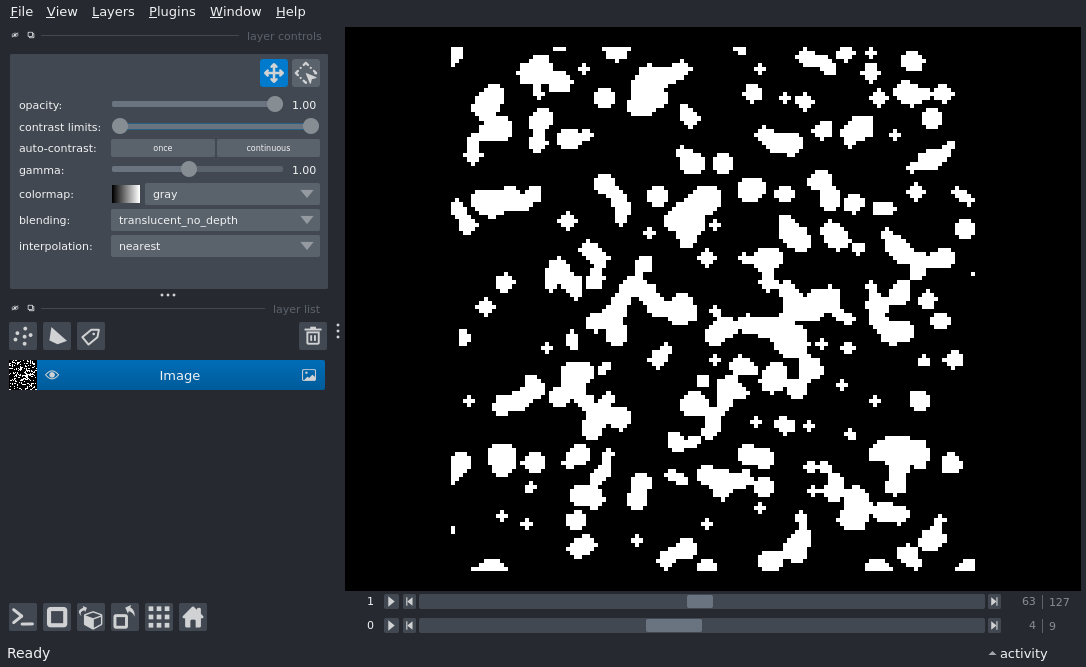 File View Layers Plugins Window Help
layer controls
opacity: 1.00
contrast limits:
auto-contrast: once continuous
gamma: 1.00
colormap: gray
blending: translucent_no_depth
interpolation: nearest
layer list
Image
1 63 127
0 4 9
Ready activity